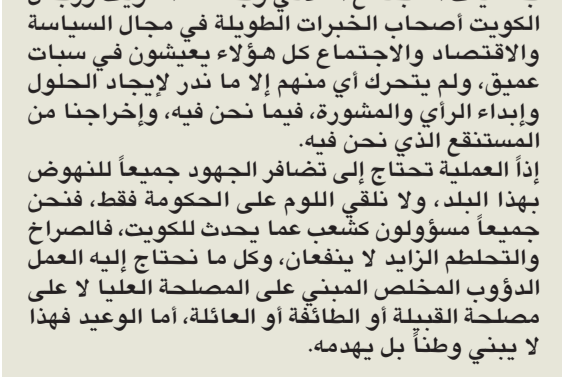 الكويت أصحاب الخبرات الطويلة في مجال السياسة
والاقتصاد والاجتماع كل هؤلاء يعيشون في سبات
عميق، ولم يتحرك أي منهم إلا ما ندر لإيجاد الحلول
وإبداء الرأي والمشورة، فيما نحن فيه، وإخراجنا من
المستنقع الذي نحن فيه.
إذاً العملية تحتاج إلى تضافر الجهود جميعاً للنهوض
بهذا البلد، ولا نلقي اللوم على الحكومة فقط، فنحن
جميعاً مسؤولون كشعب عما يحدث للكويت، فالصراخ
والتحلطم الزايد لا ينفعان، وكل ما نحتاج إليه العمل
الدؤوب المخلص المبني على المصلحة العليا لا على
مصلحة القبيلة أو الطائفة أو العائلة، أما الوعيد فهذا
لا يبني وطناً بل يهدمه.